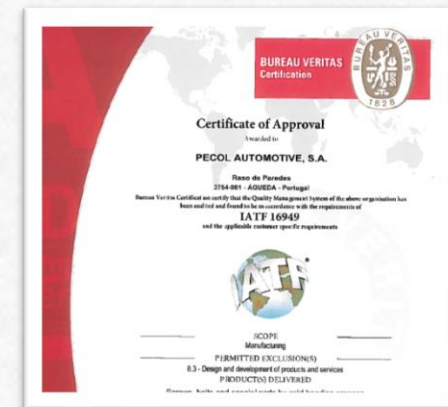 BUREAU VERITAS
Certification
BUREAU VERITAS
1828
Certificate of Approval
Awarded to
PECOL AUTOMOTIVE, S.A.
Raso de Paredes
3754-901 - ÁGUEDA - Portugal
Bureau Veritas Certification certify that the Quality Management System of the above organisation has
been audited and found to be in accordance with the requirements of
IATF 16949
and the applicable customer specific requirements
IATF
SCOPE
Manufacturing
PERMITTED EXCLUSION(S)
8.3 - Design and development of products and services
PRODUCT(S) DELIVERED